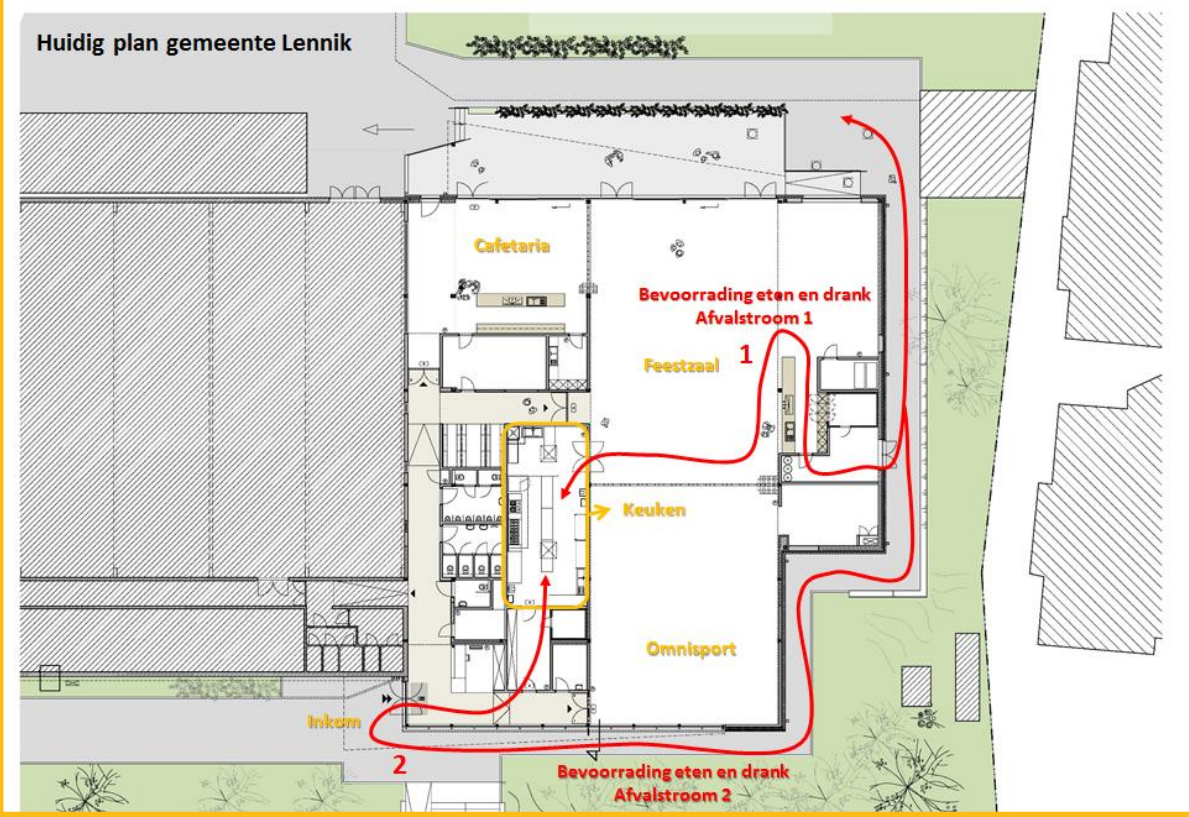 Huidig plan gemeente Lennik
Cafetaria
Bevoorrading eten en drank
Afvalstroom 1
1
Feestzaal
Keuken
Omnisport
Inkom
2
Bevoorrading eten en drank
Afvalstroom 2